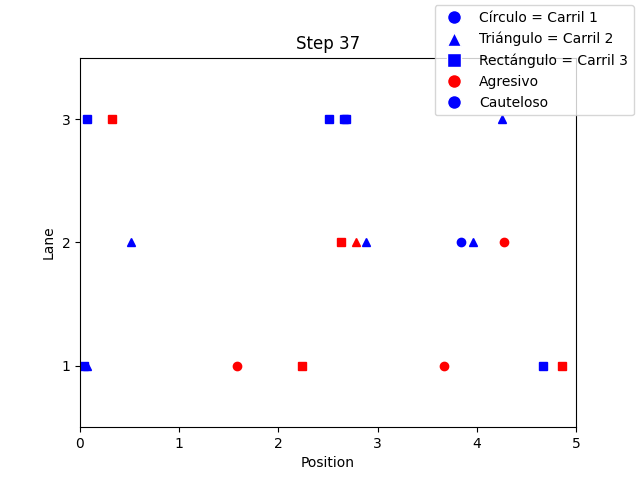 Step 37
Círculo = Carril 1
Triángulo = Carril 2
Rectángulo = Carril 3
Agresivo
Cauteloso
Lane
3
2
1
0 1 2 3 4 5
Position